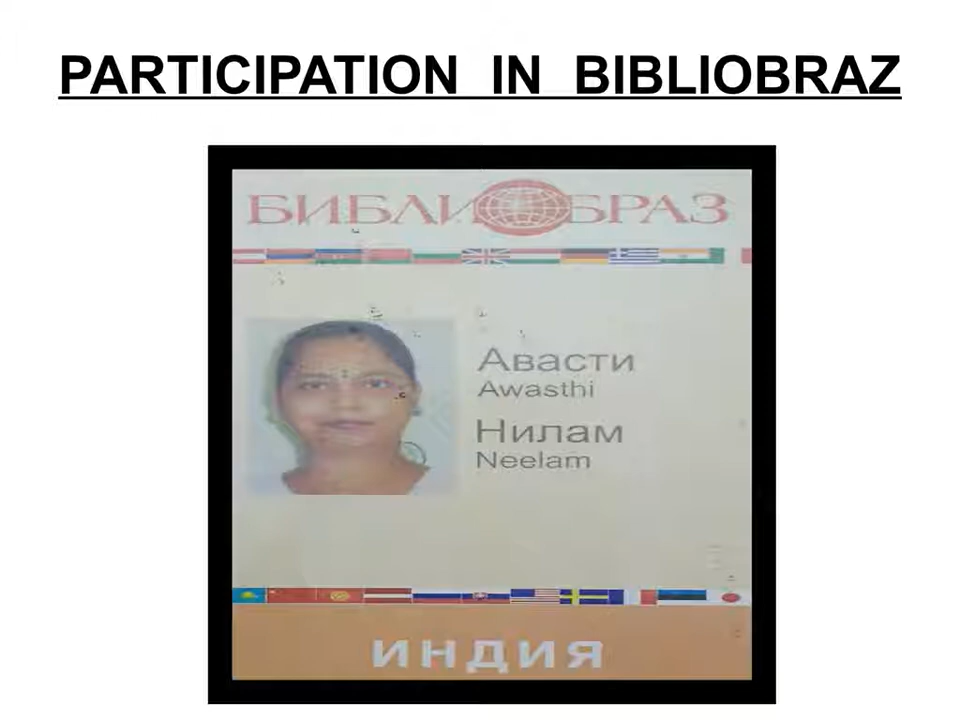 PARTICIPATION IN BIBLIOBRAZ
БИБЛИОБРАЗ
Авасти
Awasthi
Нилам
Neelam
ИНДИЯ